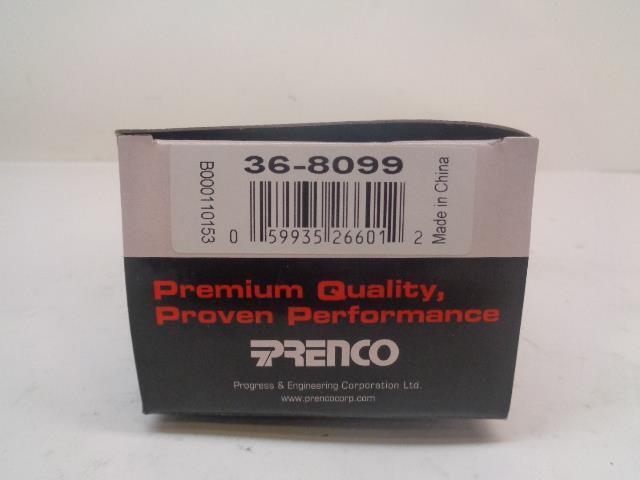 36-8099
B000110153
0 59935 26601 2
Made in China
Premium Quality,
Proven Performance
PRENCO
Progress & Engineering Corporation Ltd.
www.prencocorp.com